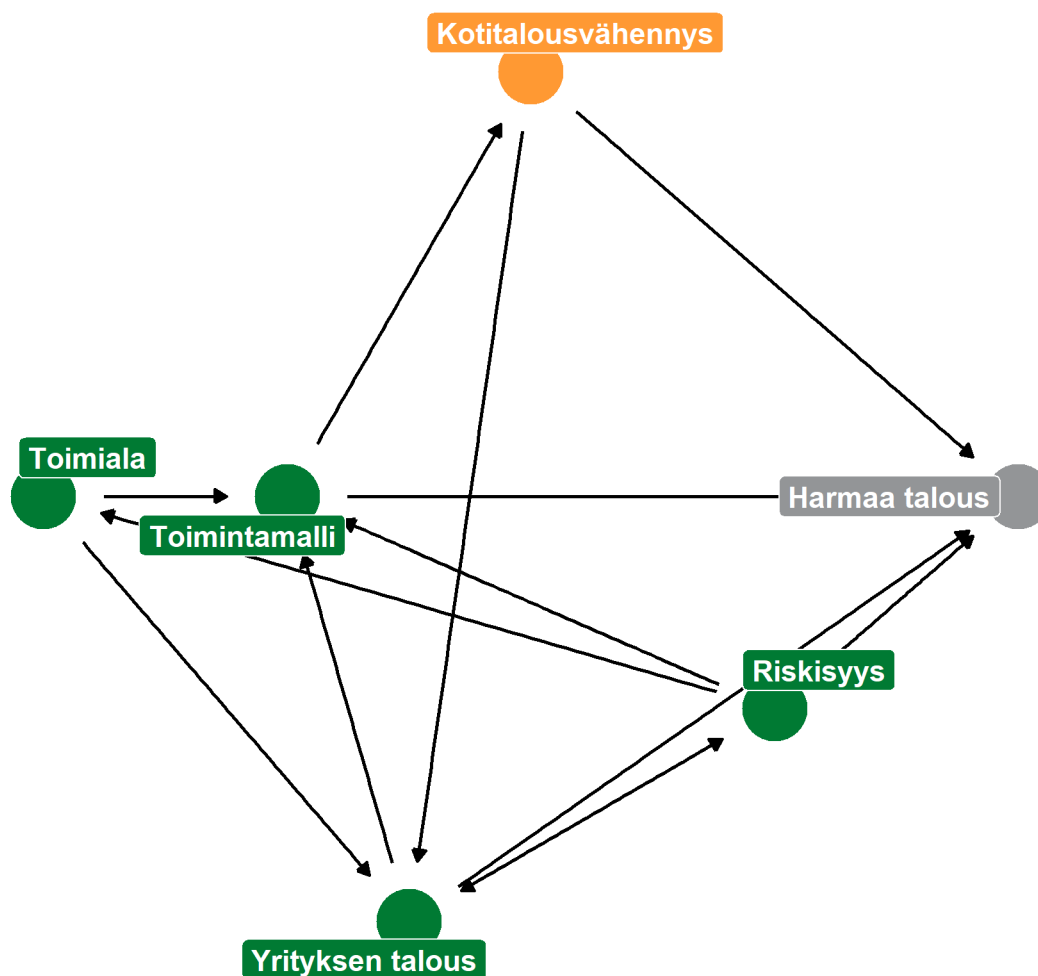 Kotitalousvähennys
Toimiala
Toimintamalli
Harmaa talous
Riskisyys
Yrityksen talous